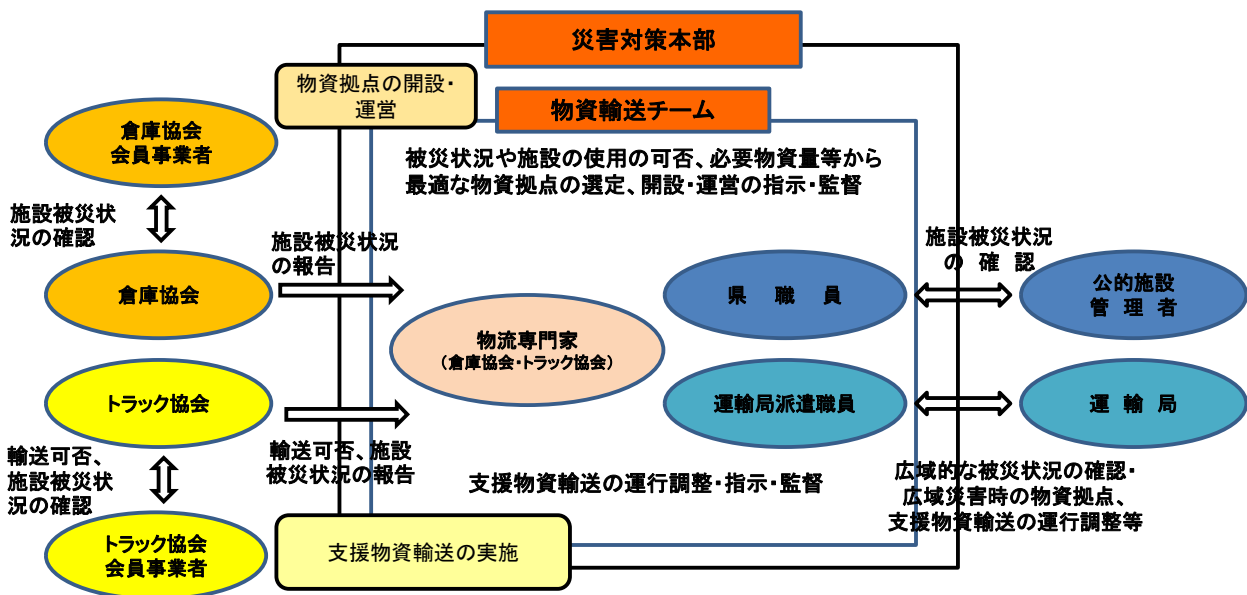 災害対策本部
物資拠点の開設・
運営
物資輸送チーム
倉庫協会
会員事業者
被災状況や施設の使用の可否、必要物資量等から
最適な物資拠点の選定、開設・運営の指示・監督
施設被災状
況の確認
施設被災状況
の報告
施設被災状況
の 確 認
倉庫協会
県 職 員
公的施設
管 理 者
物流専門家
（倉庫協会・トラック協会）
トラック協会
運輸局派遣職員
運 輸 局
輸送可否、
施設被災状
況の確認
輸送可否、施設
被災状況の報告
支援物資輸送の運行調整・指示・監督
広域的な被災状況の確認・
広域災害時の物資拠点、
支援物資輸送の運行調整等
トラック協会
会員事業者
支援物資輸送の実施